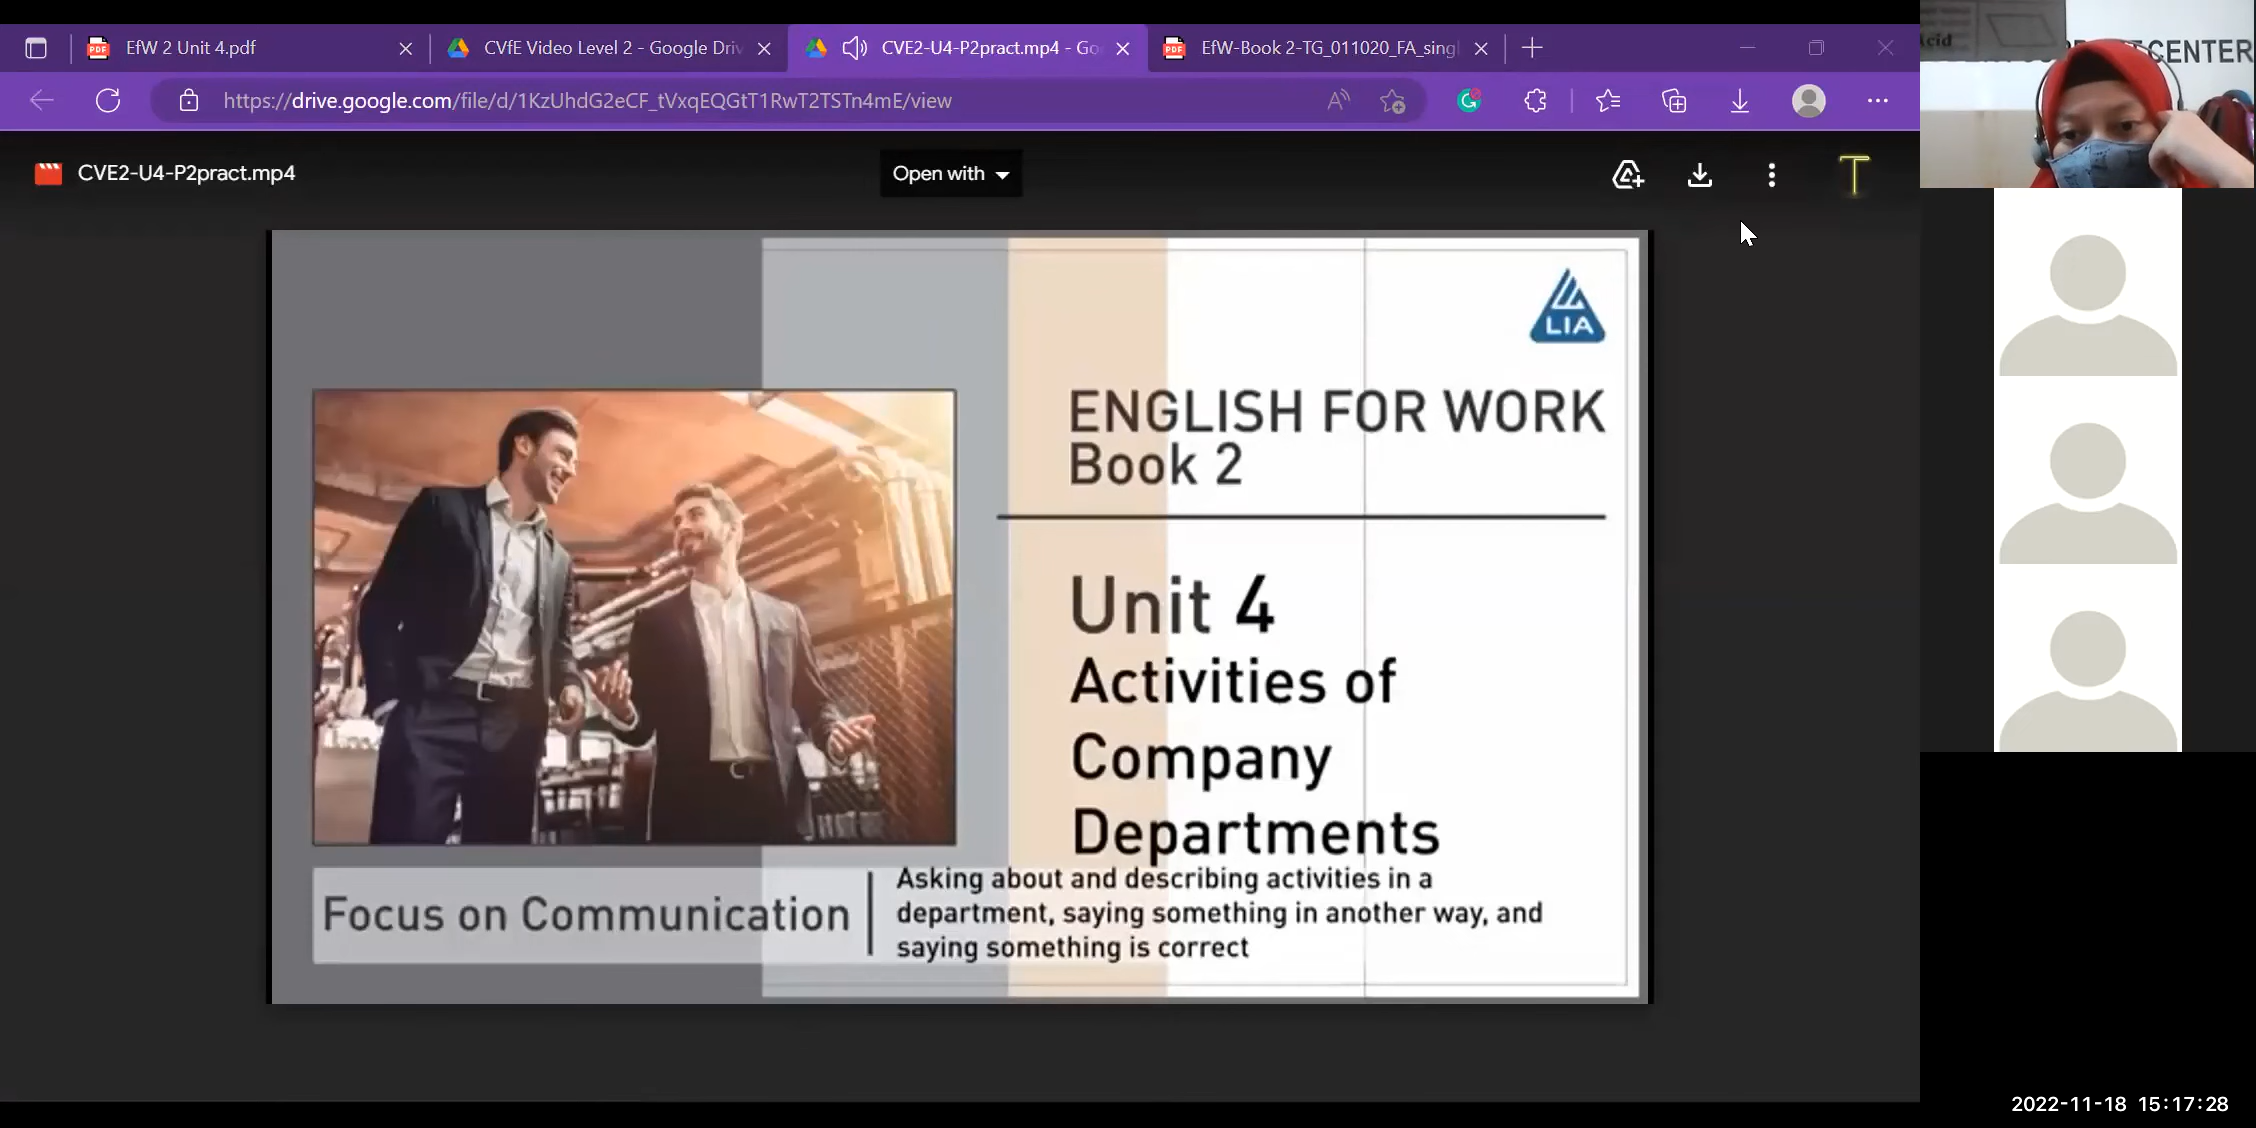 EfW 2 Unit 4.pdf
CVfE Video Level 2 - Google Driv
CVE2-U4-P2pract.mp4 - Go
EfW-Book 2-TG_011020_FA_singl
https://drive.google.com/file/d/1KzUhdG2eCF_tVxqEQGtT1RwT2TSTn4mE/view
CVE2-U4-P2pract.mp4
Open with
T
LIA
ENGLISH FOR WORK
Book 2
Unit 4
Activities of
Company
Departments
Focus on Communication
Asking about and describing activities in a
department, saying something in another way, and
saying something is correct
CENTER
2022-11-18 15:17:28